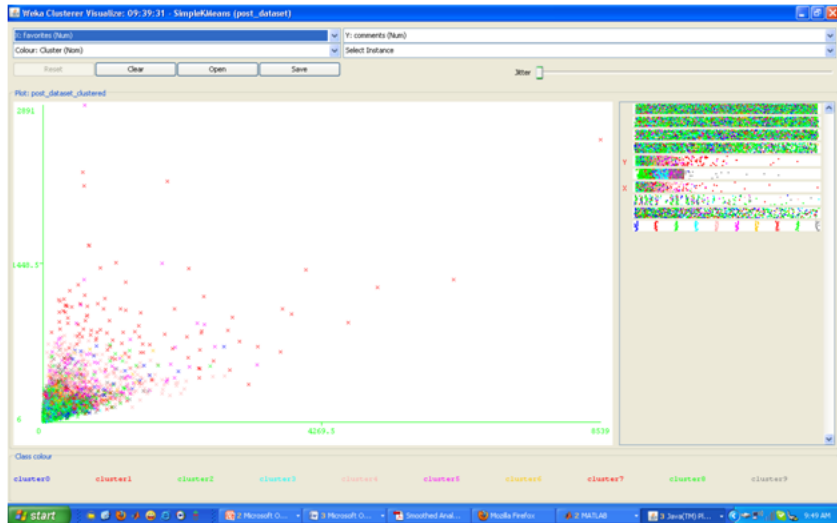 Weka Clusterer Visualize: 09:39:31 - SimpleKMeans (post_dataset)
X: favorites (Num)
Y: comments (Num)
Colour: Cluster (Nom)
Select Instance
Reset
Clear
Open
Save
Jitter
Plot: post_dataset_clustered
2891
1448.5
6
0
4269.5
8539
Y
X
Class colour
cluster0
cluster1
cluster2
cluster3
cluster4
cluster5
cluster6
cluster7
cluster8
cluster9
start
2 Microsoft O...
3 Microsoft O...
Smoothed Anal...
Mozilla Firefox
2 MATLAB
3 Java(TM) Pl...
9:49 AM